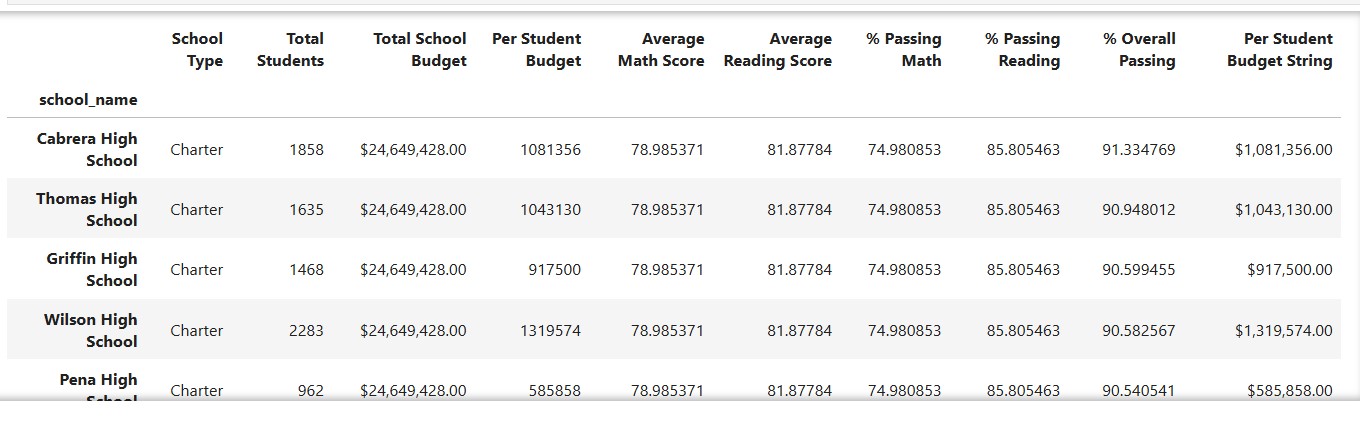 School Type Total Students Total School Budget Per Student Budget Average Math Score Average Reading Score % Passing Math % Passing Reading % Overall Passing Per Student Budget String
school_name
Cabrera High School Charter 1858 $24,649,428.00 1081356 78.985371 81.87784 74.980853 85.805463 91.334769 $1,081,356.00
Thomas High School Charter 1635 $24,649,428.00 1043130 78.985371 81.87784 74.980853 85.805463 90.948012 $1,043,130.00
Griffin High School Charter 1468 $24,649,428.00 917500 78.985371 81.87784 74.980853 85.805463 90.599455 $917,500.00
Wilson High School Charter 2283 $24,649,428.00 1319574 78.985371 81.87784 74.980853 85.805463 90.582567 $1,319,574.00
Pena High School Charter 962 $24,649,428.00 585858 78.985371 81.87784 74.980853 85.805463 90.540541 $585,858.00